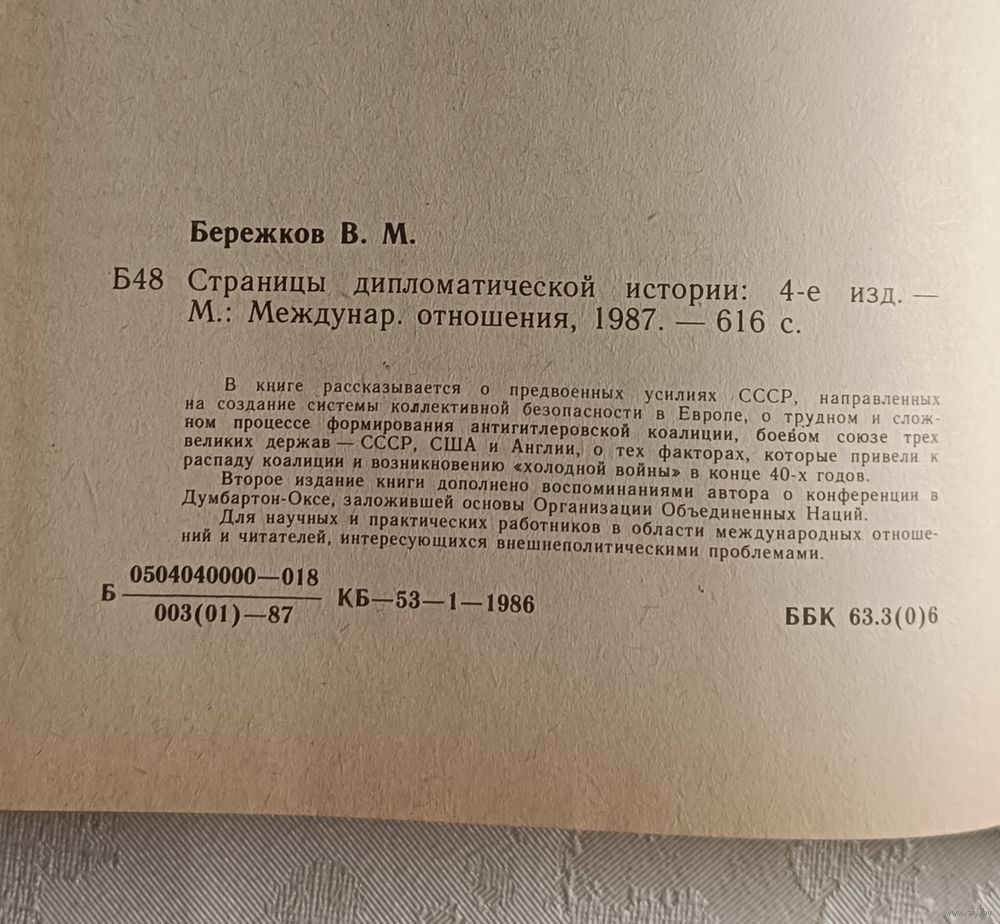 Бережков В. М.
Б48 Страницы дипломатической истории: 4-е изд. —
М.: Междунар. отношения, 1987. — 616 с.
В книге рассказывается о предвоенных усилиях СССР, направленных
на создание системы коллективной безопасности в Европе, о трудном и слож-
ном процессе формирования антигитлеровской коалиции, боевом союзе трех
великих держав — СССР, США и Англии, о тех факторах, которые привели к
распаду коалиции и возникновению «холодной войны» в конце 40-х годов.
Второе издание книги дополнено воспоминаниями автора о конференции в
Думбартон-Оксе, заложившей основы Организации Объединенных Наций.
Для научных и практических работников в области международных отноше-
ний и читателей, интересующихся внешнеполитическими проблемами.
0504040000—018
Б КБ—53—1—1986
003(01)—87
ББК 63.3(0)6
www.ay.by